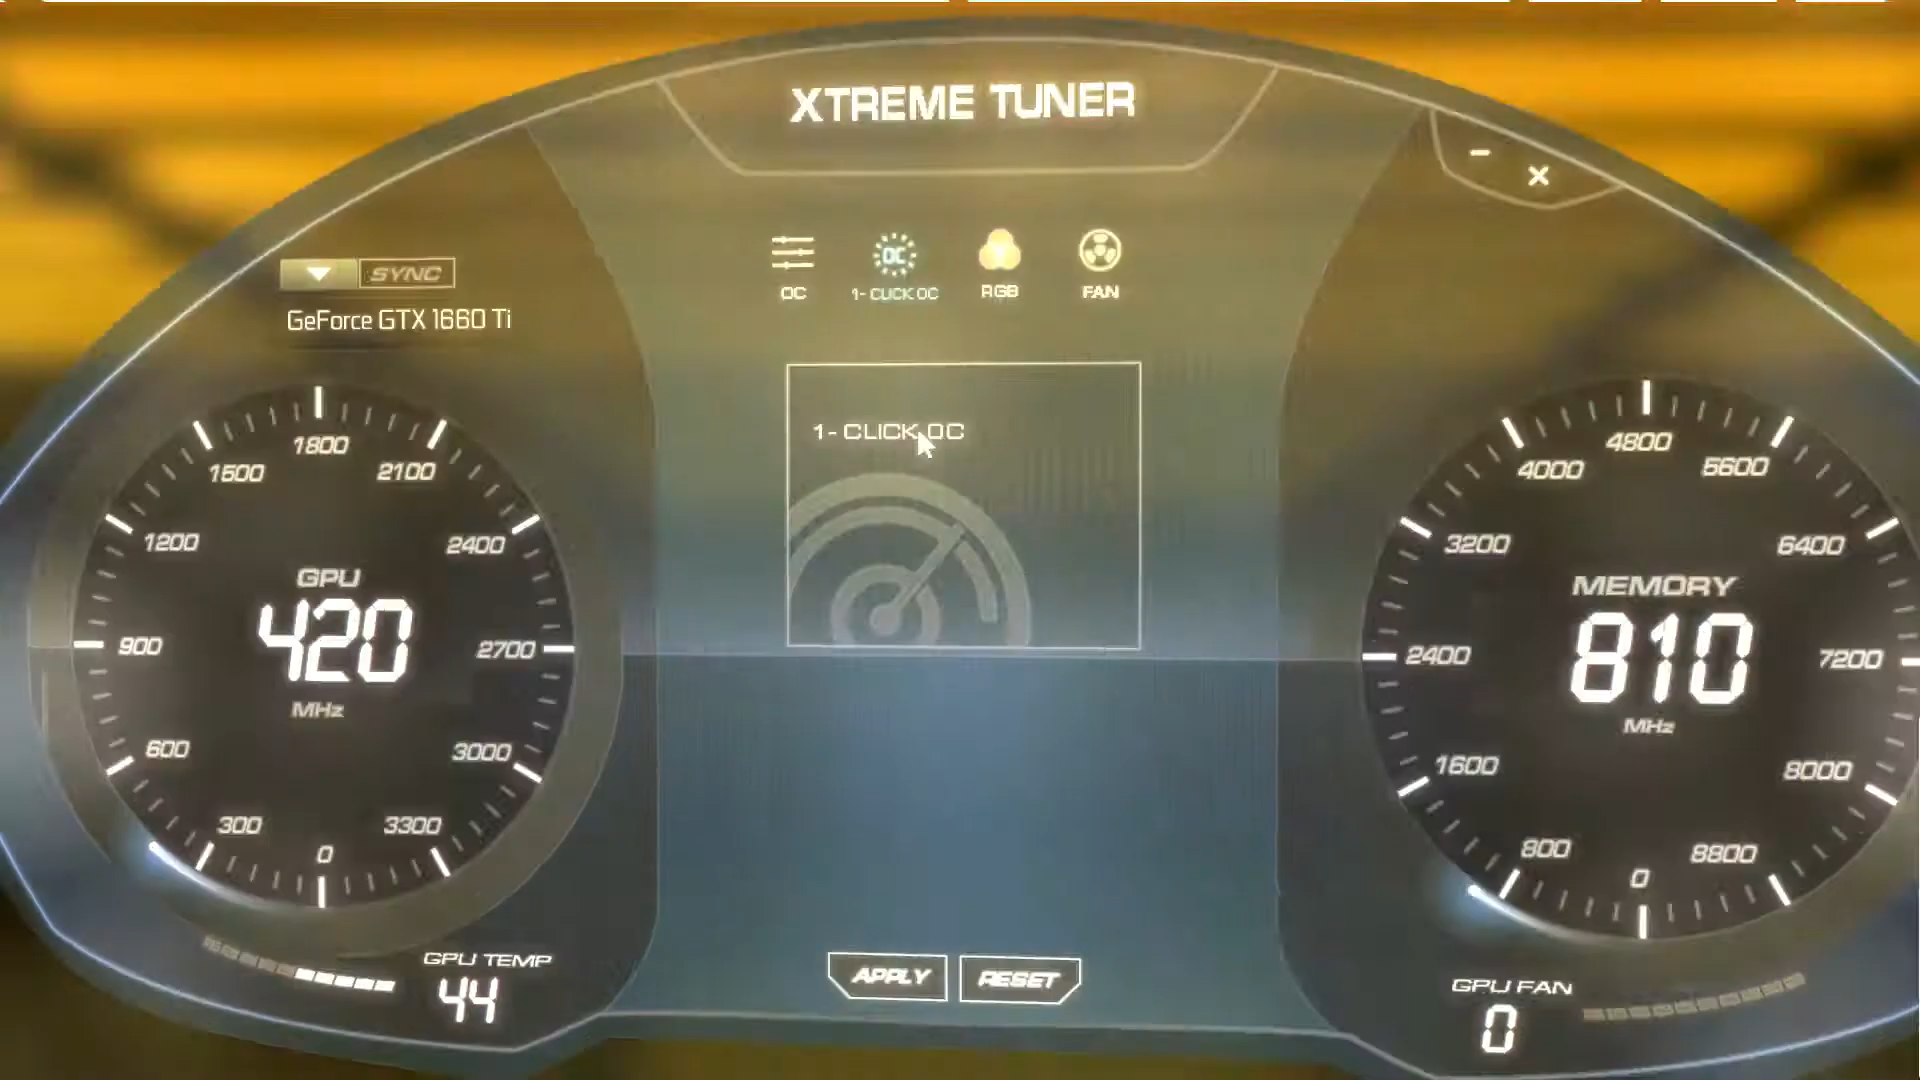 XTREME TUNER
SYNC
GeForce GTX 1660 Ti
OC
OC
1- CLICK OC
RGB
FAN
1- CLICK OC
0
300
600
900
1200
1500
1800
2100
2400
2700
3000
3300
GPU
420
MHz
0
800
1600
2400
3200
4000
4800
5600
6400
7200
8000
8800
MEMORY
810
MHz
GPU TEMP
44
APPLY
RESET
GPU FAN
0